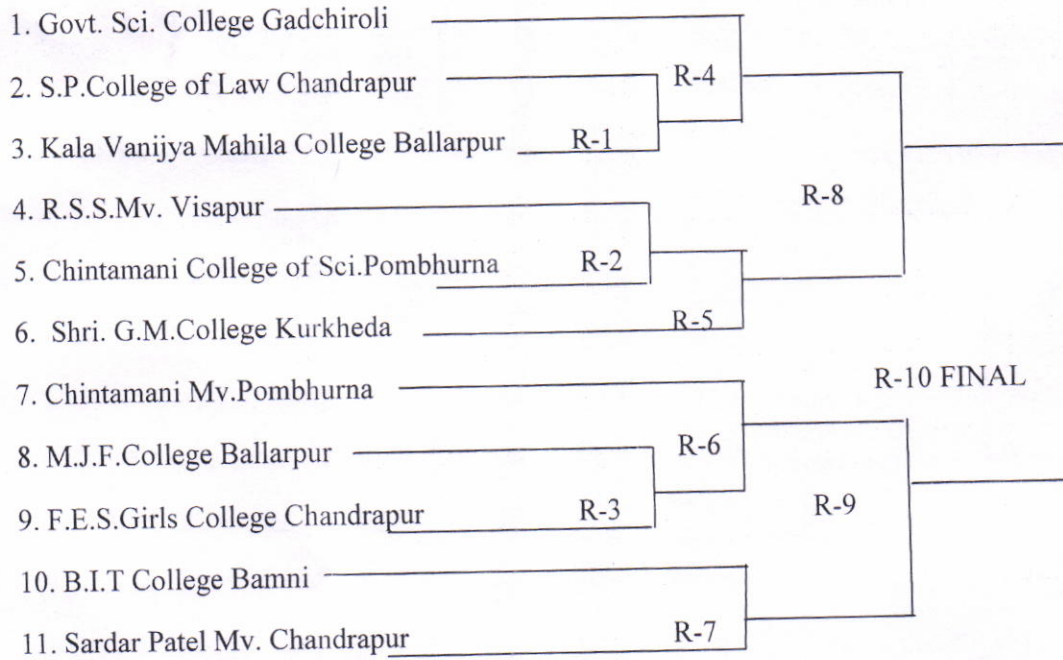 1. Govt. Sci. College Gadchiroli
2. S.P.College of Law Chandrapur
R-4
3. Kala Vanijya Mahila College Ballarpur
R-1
4. R.S.S.Mv. Visapur
R-8
5. Chintamani College of Sci.Pombhurna
R-2
6. Shri. G.M.College Kurkheda
R-5
7. Chintamani Mv.Pombhurna
R-10 FINAL
8. M.J.F.College Ballarpur
R-6
9. F.E.S.Girls College Chandrapur
R-3
R-9
10. B.I.T College Bamni
11. Sardar Patel Mv. Chandrapur
R-7